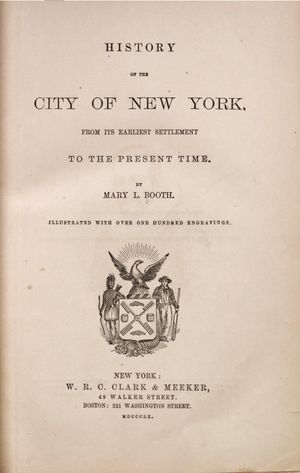 HISTORY
OF THE
CITY OF NEW YORK,
FROM ITS EARLIEST SETTLEMENT
TO THE PRESENT TIME.
BY
MARY L. BOOTH.
ILLUSTRATED WITH OVER ONE HUNDRED ENGRAVINGS.
NEW YORK:
W. R. C. CLARK & MEEKER,
49 WALKER STREET.
BOSTON: 221 WASHINGTON STREET.
MDCCCLX.